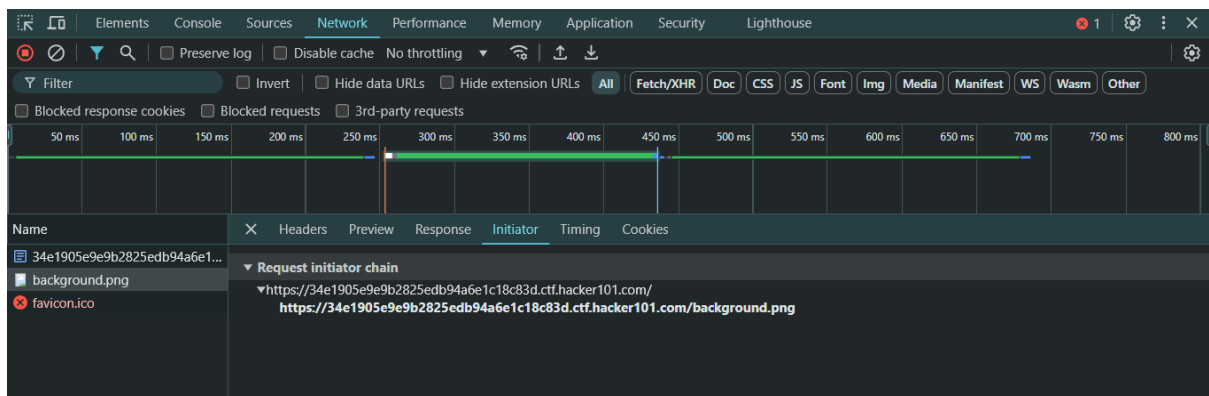 Elements Console Sources Network Performance Memory Application Security Lighthouse 1
Preserve log Disable cache No throttling
Filter Invert Hide data URLs Hide extension URLs All Fetch/XHR Doc CSS JS Font Img Media Manifest WS Wasm Other
Blocked response cookies Blocked requests 3rd-party requests
50 ms 100 ms 150 ms 200 ms 250 ms 300 ms 350 ms 400 ms 450 ms 500 ms 550 ms 600 ms 650 ms 700 ms 750 ms 800 ms
Name Headers Preview Response Initiator Timing Cookies
34e1905e9e9b2825edb94a6e1...
Request initiator chain
background.png
https://34e1905e9e9b2825edb94a6e1c18c83d.ctf.hacker101.com/
favicon.ico
https://34e1905e9e9b2825edb94a6e1c18c83d.ctf.hacker101.com/background.png